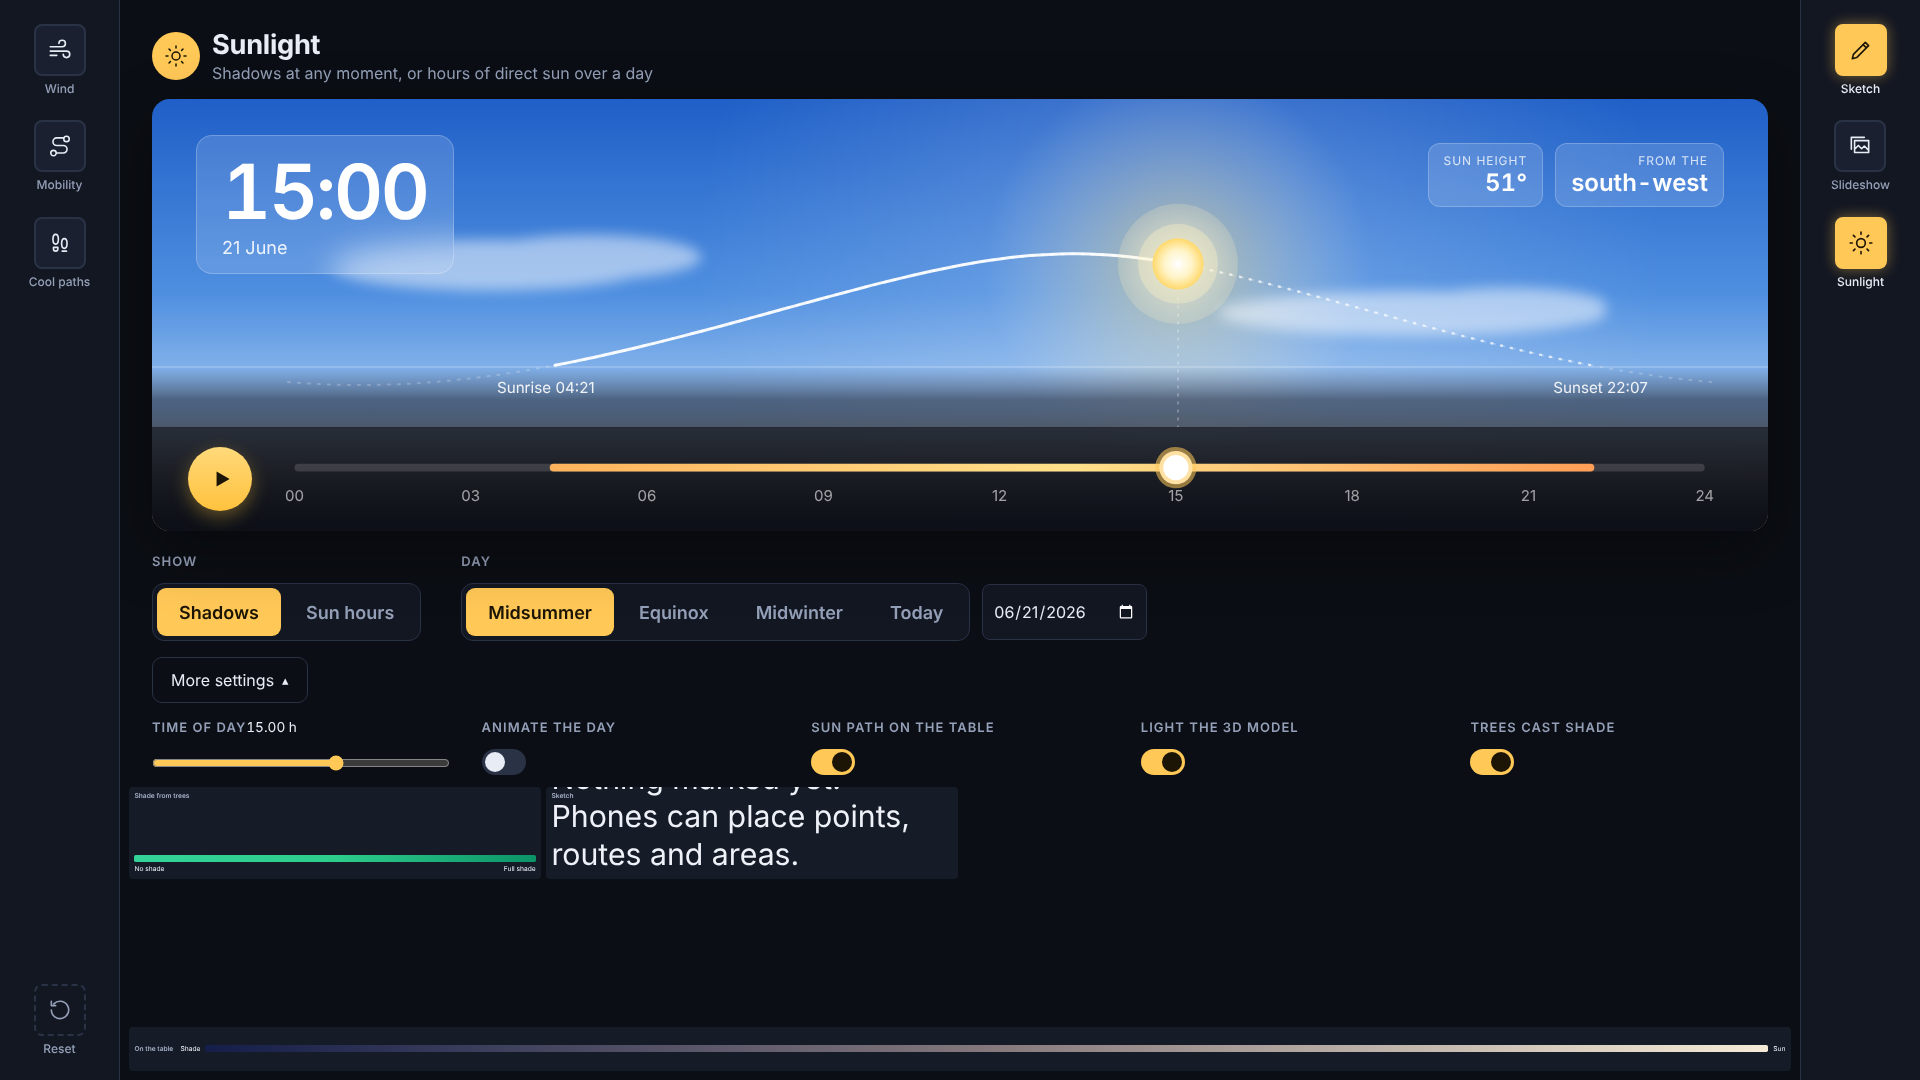 Wind
Mobility
Cool paths
Reset
Sunlight
Shadows at any moment, or hours of direct sun over a day
15:00
21 June
SUN HEIGHT
51°
FROM THE
south-west
Sunrise 04:21
Sunset 22:07
00 03 06 09 12 15 18 21 24
SHOW
Shadows Sun hours
DAY
Midsummer Equinox Midwinter Today
06/21/2026
More settings ▴
TIME OF DAY15.00 h
ANIMATE THE DAY
SUN PATH ON THE TABLE
LIGHT THE 3D MODEL
TREES CAST SHADE
Shade from trees
No shade Full shade
Sketch
Nothing marked yet.
Phones can place points,
routes and areas.
On the table Shade Sun
Sketch
Slideshow
Sunlight